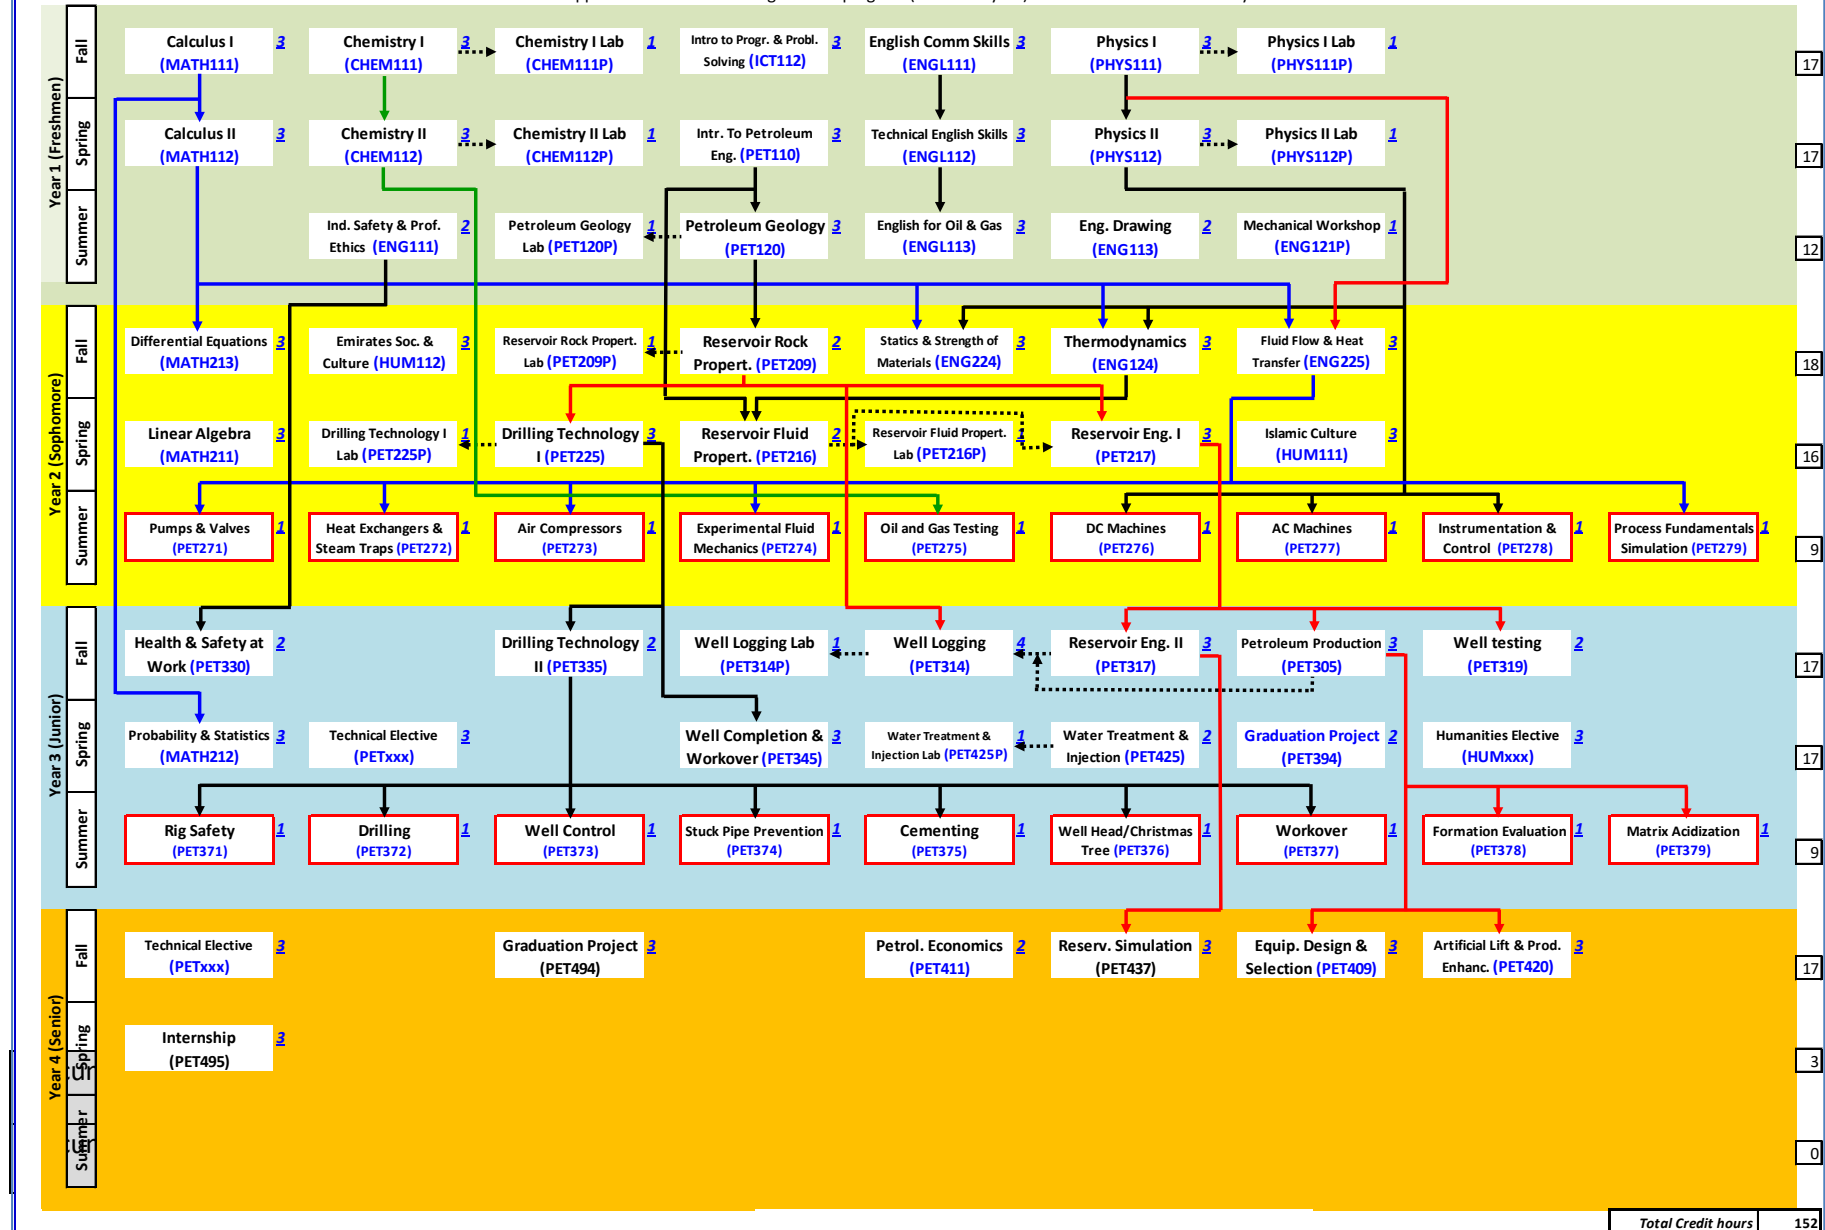 Year 1 (Freshmen)
Fall
Calculus I 3
(MATH111)
Chemistry I 3
(CHEM111)
Chemistry I Lab 1
(CHEM111P)
Intro to Progr. & Probl. 3
Solving (ICT112)
English Comm Skills 3
(ENGL111)
Physics I 3
(PHYS111)
Physics I Lab 1
(PHYS111P)
17
Spring
Calculus II 3
(MATH112)
Chemistry II 3
(CHEM112)
Chemistry II Lab 1
(CHEM112P)
Intr. To Petroleum 3
Eng. (PET110)
Technical English Skills 3
(ENGL112)
Physics II 3
(PHYS112)
Physics II Lab 1
(PHYS112P)
17
Summer
Ind. Safety & Prof. 2
Ethics (ENG111)
Petroleum Geology 1
Lab (PET120P)
Petroleum Geology 3
(PET120)
English for Oil & Gas 3
(ENGL113)
Eng. Drawing 2
(ENG113)
Mechanical Workshop 1
(ENG121P)
12
Year 2 (Sophomore)
Fall
Differential Equations 3
(MATH213)
Emirates Soc. & 3
Culture (HUM112)
Reservoir Rock Propert. 1
Lab (PET209P)
Reservoir Rock 2
Propert. (PET209)
Statics & Strength of 3
Materials (ENG224)
Thermodynamics 3
(ENG124)
Fluid Flow & Heat 3
Transfer (ENG225)
18
Spring
Linear Algebra 3
(MATH211)
Drilling Technology I 1
Lab (PET225P)
Drilling Technology 3
I (PET225)
Reservoir Fluid 2
Propert. (PET216)
Reservoir Fluid Propert. 1
Lab (PET216P)
Reservoir Eng. I 3
(PET217)
Islamic Culture 3
(HUM111)
16
Summer
Pumps & Valves 1
(PET271)
Heat Exchangers & 1
Steam Traps (PET272)
Air Compressors 1
(PET273)
Experimental Fluid 1
Mechanics (PET274)
Oil and Gas Testing 1
(PET275)
DC Machines 1
(PET276)
AC Machines 1
(PET277)
Instrumentation & 1
Control (PET278)
Process Fundamentals 1
Simulation (PET279)
9
Year 3 (Junior)
Fall
Health & Safety at 2
Work (PET330)
Drilling Technology 2
II (PET335)
Well Logging Lab 1
(PET314P)
Well Logging 4
(PET314)
Reservoir Eng. II 3
(PET317)
Petroleum Production 3
(PET305)
Well testing 2
(PET319)
17
Spring
Probability & Statistics 3
(MATH212)
Technical Elective 3
(PETxxx)
Well Completion & 3
Workover (PET345)
Water Treatment & 1
Injection Lab (PET425P)
Water Treatment & 2
Injection (PET425)
Graduation Project 2
(PET394)
Humanities Elective 3
(HUMxxx)
17
Summer
Rig Safety 1
(PET371)
Drilling 1
(PET372)
Well Control 1
(PET373)
Stuck Pipe Prevention 1
(PET374)
Cementing 1
(PET375)
Well Head/Christmas 1
Tree (PET376)
Workover 1
(PET377)
Formation Evaluation 1
(PET378)
Matrix Acidization 1
(PET379)
9
Year 4 (Senior)
Fall
Technical Elective 3
(PETxxx)
Graduation Project 3
(PET494)
Petrol. Economics 2
(PET411)
Reserv. Simulation 3
(PET437)
Equip. Design & 3
Selection (PET409)
Artificial Lift & Prod. 3
Enhanc. (PET420)
17
Spring
Internship 3
(PET495)
3
Summer
0
Total Credit hours 152